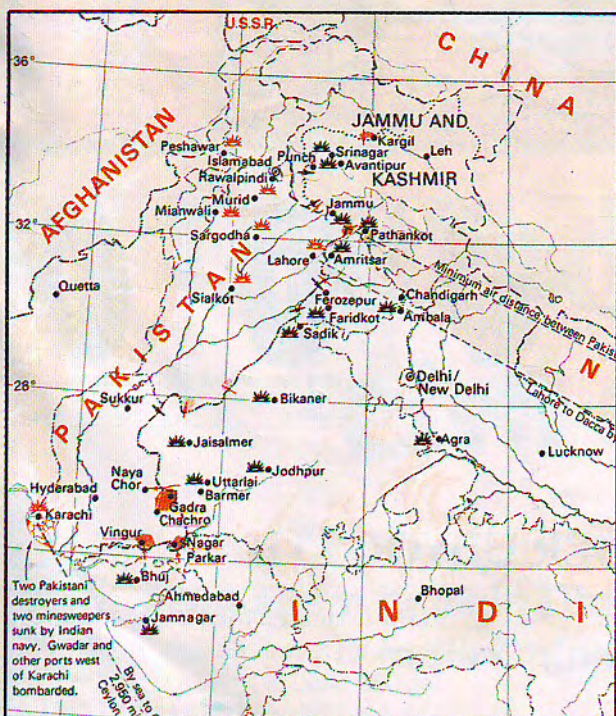 U.S.S.R.
CHINA
36°
AFGHANISTAN
JAMMU AND
KASHMIR
Kargil
Peshawar
Islamabad
Punch
Srinagar
Leh
Rawalpindi
Avantipur
Murid
Mianwali
Jammu
32°
Sargodha
Pathankot
Lahore
Amritsar
PAKISTAN
Quetta
Sialkot
Ferozepur
Chandigarh
Minimum air distance between Pakis
Faridkot
Ambala
Sadik
N
28°
Delhi/
New Delhi
Lahore to Dacca b
Sukkur
Bikaner
Jaisalmer
Agra
Lucknow
Naya
Chor
Jodhpur
Uttarlai
Barmer
Hyderabad
Karachi
Gadra
Chachro
Vingur
Nagar
Parkar
Bhuj
Ahmedabad
Bhopal
INDI
Jamnagar
Two Pakistani
destroyers and
two minesweepers
sunk by Indian
navy. Gwadar and
other ports west
of Karachi
bombarded.
By sea to
2,950 m
Ceylon